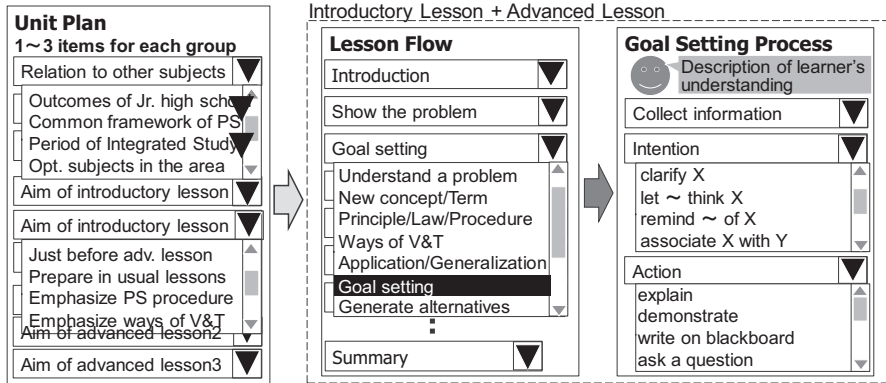 Introductory Lesson + Advanced Lesson
Unit Plan
1～3 items for each group
Relation to other subjects
Outcomes of Jr. high school
Common framework of PS
Period of Integrated Study
Opt. subjects in the area
Aim of introductory lesson
Aim of introductory lesson
Just before adv. lesson
Prepare in usual lessons
Emphasize PS procedure
Emphasize ways of V&T
Aim of advanced lesson2
Aim of advanced lesson3
Lesson Flow
Introduction
Show the problem
Goal setting
Understand a problem
New concept/Term
Principle/Law/Procedure
Ways of V&T
Application/Generalization
Goal setting
Generate alternatives
Summary
Goal Setting Process
Description of learner's
understanding
Collect information
Intention
clarify X
let ～ think X
remind ～ of X
associate X with Y
Action
explain
demonstrate
write on blackboard
ask a question